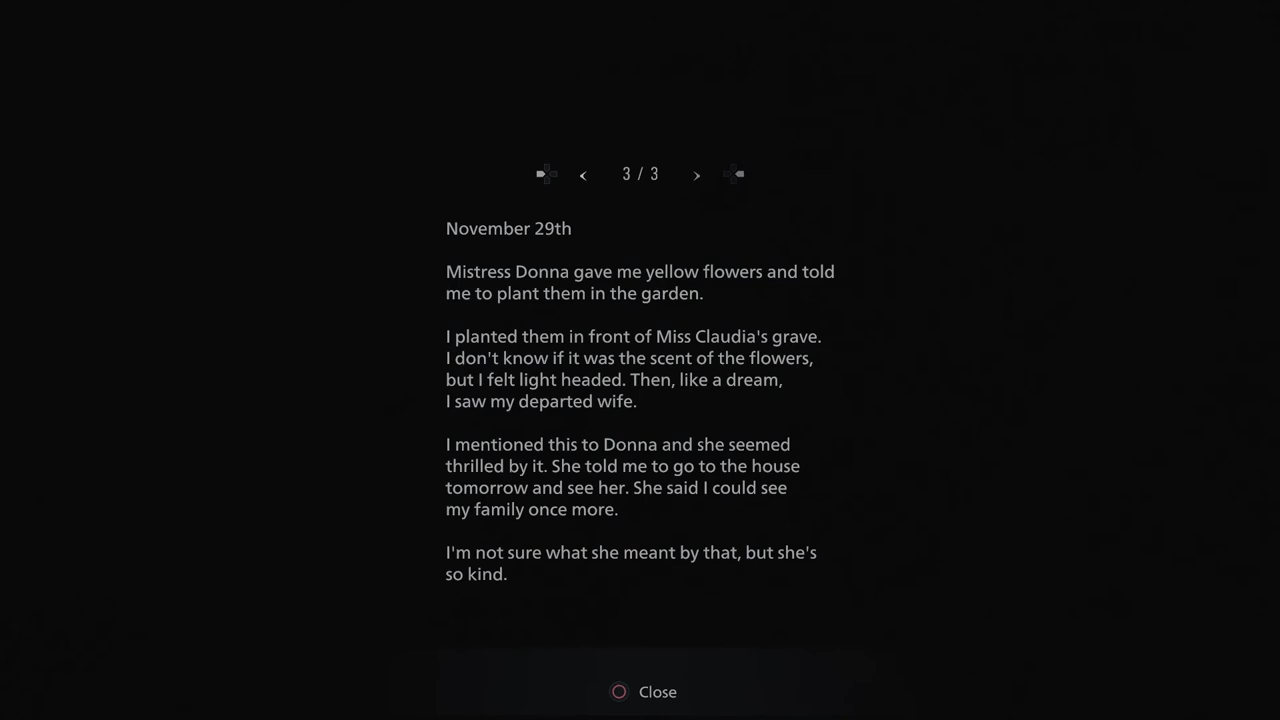 3 / 3
November 29th
Mistress Donna gave me yellow flowers and told
me to plant them in the garden.
I planted them in front of Miss Claudia's grave.
I don't know if it was the scent of the flowers,
but I felt light headed. Then, like a dream,
I saw my departed wife.
I mentioned this to Donna and she seemed
thrilled by it. She told me to go to the house
tomorrow and see her. She said I could see
my family once more.
I'm not sure what she meant by that, but she's
so kind.
Close